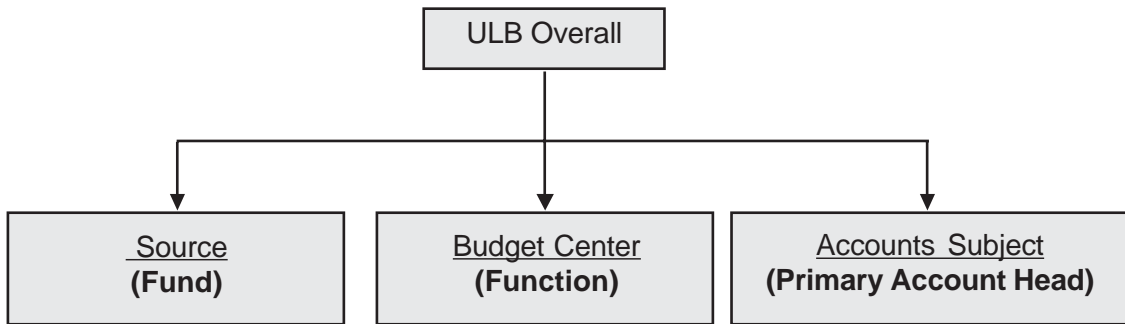 ULB Overall
Source
(Fund)
Budget Center
(Function)
Accounts Subject
(Primary Account Head)